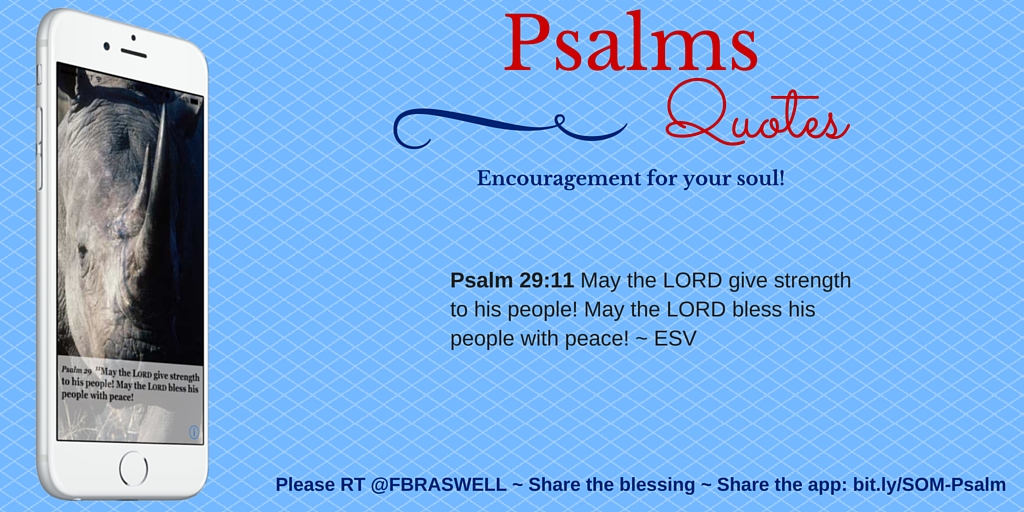 Psalms
Quotes
Encouragement for your soul!
Psalm 29:11 May the LORD give strength
to his people! May the LORD bless his
people with peace! ~ ESV
Psalm 29 11May the LORD give strength
to his people! May the LORD bless his
people with peace!
Please RT @FBRASWELL ~ Share the blessing ~ Share the app: bit.ly/SOM-Psalm